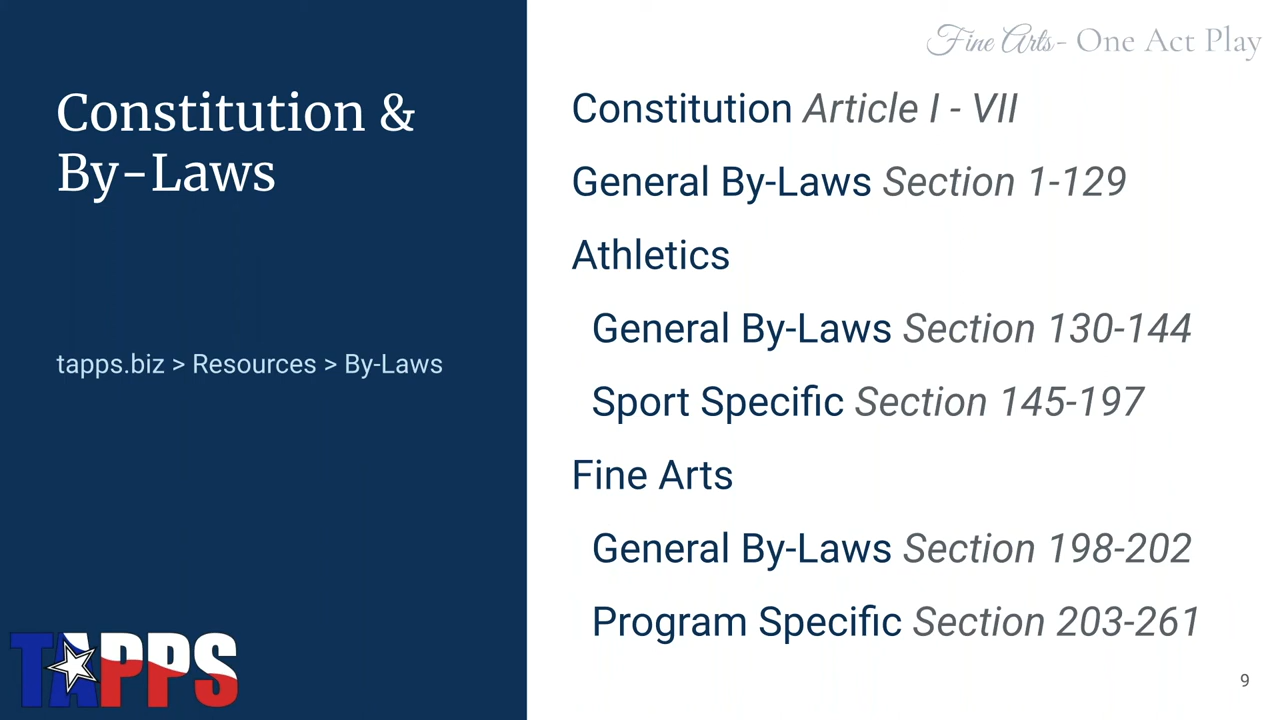 Fine Arts - One Act Play
Constitution &
By-Laws
tapps.biz > Resources > By-Laws
Constitution Article I - VII
General By-Laws Section 1-129
Athletics
General By-Laws Section 130-144
Sport Specific Section 145-197
Fine Arts
General By-Laws Section 198-202
Program Specific Section 203-261
TAPPS
9